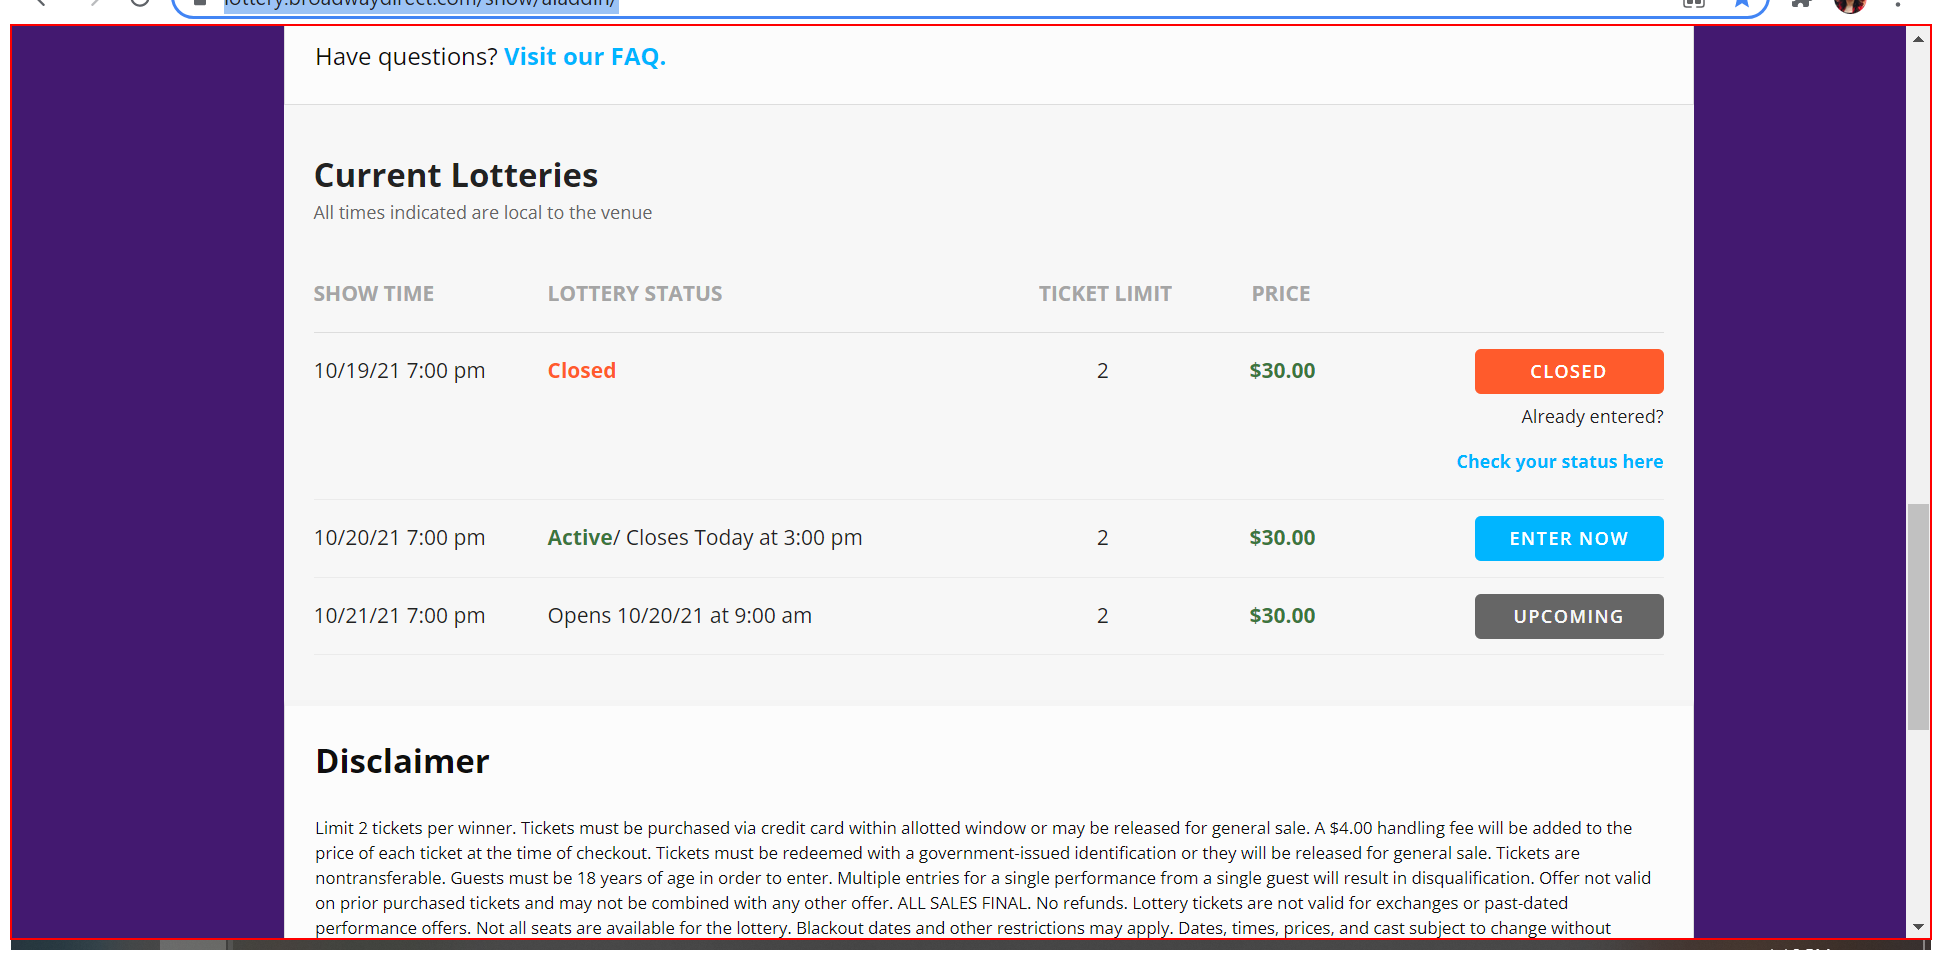 lottery.broadwaydirect.com/show/aladdin/
Have questions? Visit our FAQ.
Current Lotteries
All times indicated are local to the venue
SHOW TIME LOTTERY STATUS TICKET LIMIT PRICE
10/19/21 7:00 pm Closed 2 $30.00 CLOSED
Already entered?
Check your status here
10/20/21 7:00 pm Active/ Closes Today at 3:00 pm 2 $30.00 ENTER NOW
10/21/21 7:00 pm Opens 10/20/21 at 9:00 am 2 $30.00 UPCOMING
Disclaimer
Limit 2 tickets per winner. Tickets must be purchased via credit card within allotted window or may be released for general sale. A $4.00 handling fee will be added to the
price of each ticket at the time of checkout. Tickets must be redeemed with a government-issued identification or they will be released for general sale. Tickets are
nontransferable. Guests must be 18 years of age in order to enter. Multiple entries for a single performance from a single guest will result in disqualification. Offer not valid
on prior purchased tickets and may not be combined with any other offer. ALL SALES FINAL. No refunds. Lottery tickets are not valid for exchanges or past-dated
performance offers. Not all seats are available for the lottery. Blackout dates and other restrictions may apply. Dates, times, prices, and cast subject to change without